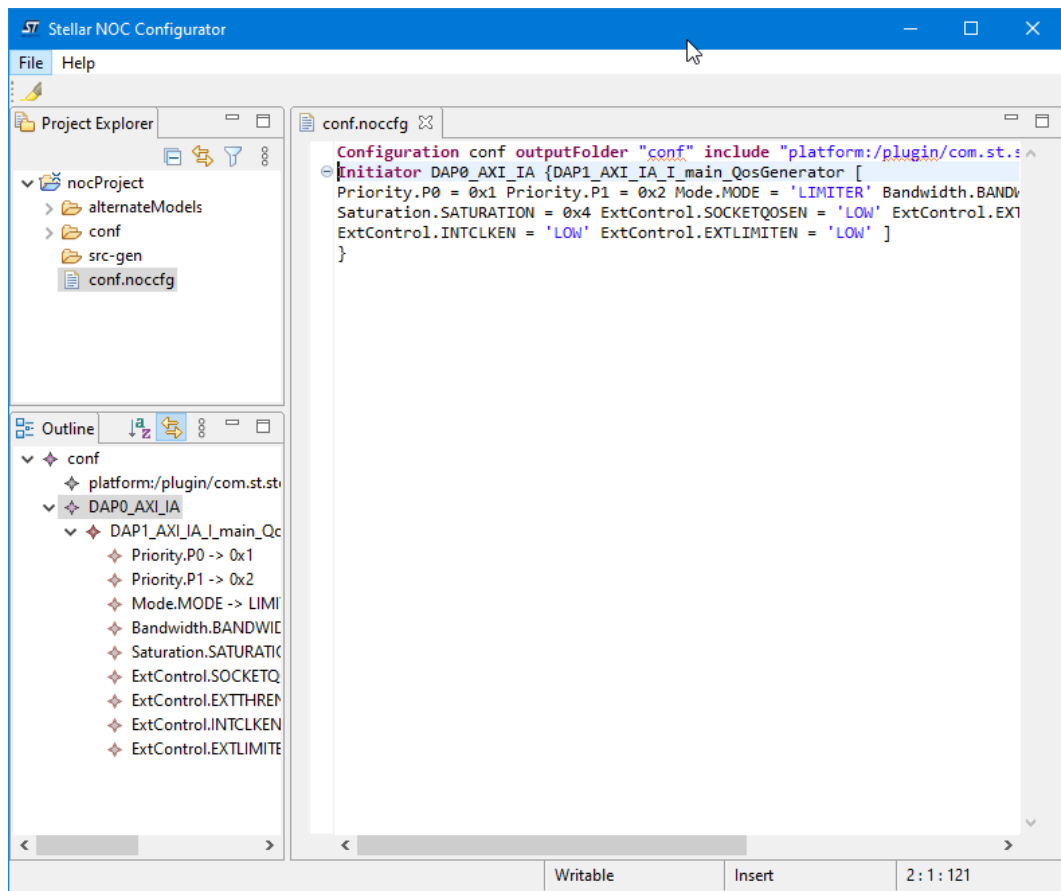 ST Stellar NOC Configurator
File Help
Project Explorer
nocProject
alternateModels
conf
src-gen
conf.noccfg
Outline
conf
platform:/plugin/com.st.ste
DAP0_AXI_IA
DAP1_AXI_IA_I_main_Qo
Priority.P0 -> 0x1
Priority.P1 -> 0x2
Mode.MODE -> LIMI
Bandwidth.BANDWID
Saturation.SATURATIO
ExtControl.SOCKETQ
ExtControl.EXTTHREN
ExtControl.INTCLKEN
ExtControl.EXTLIMITE
conf.noccfg
Configuration conf outputFolder "conf" include "platform:/plugin/com.st.s
Initiator DAP0_AXI_IA {DAP1_AXI_IA_I_main_QosGenerator [
Priority.P0 = 0x1 Priority.P1 = 0x2 Mode.MODE = 'LIMITER' Bandwidth.BANDW
Saturation.SATURATION = 0x4 ExtControl.SOCKETQOSEN = 'LOW' ExtControl.EXT
ExtControl.INTCLKEN = 'LOW' ExtControl.EXTLIMITEN = 'LOW' ]
}
Writable Insert 2 : 1 : 121